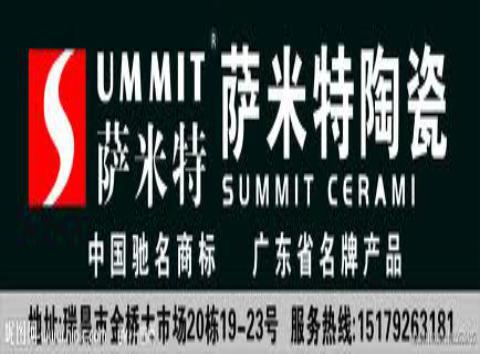 UMMIT®
萨米特
萨米特陶瓷
SUMMIT CERAMI
中国驰名商标 广东省名牌产品
地址:瑞昌市金桥大市场20栋19-23号 服务热线:15179263181